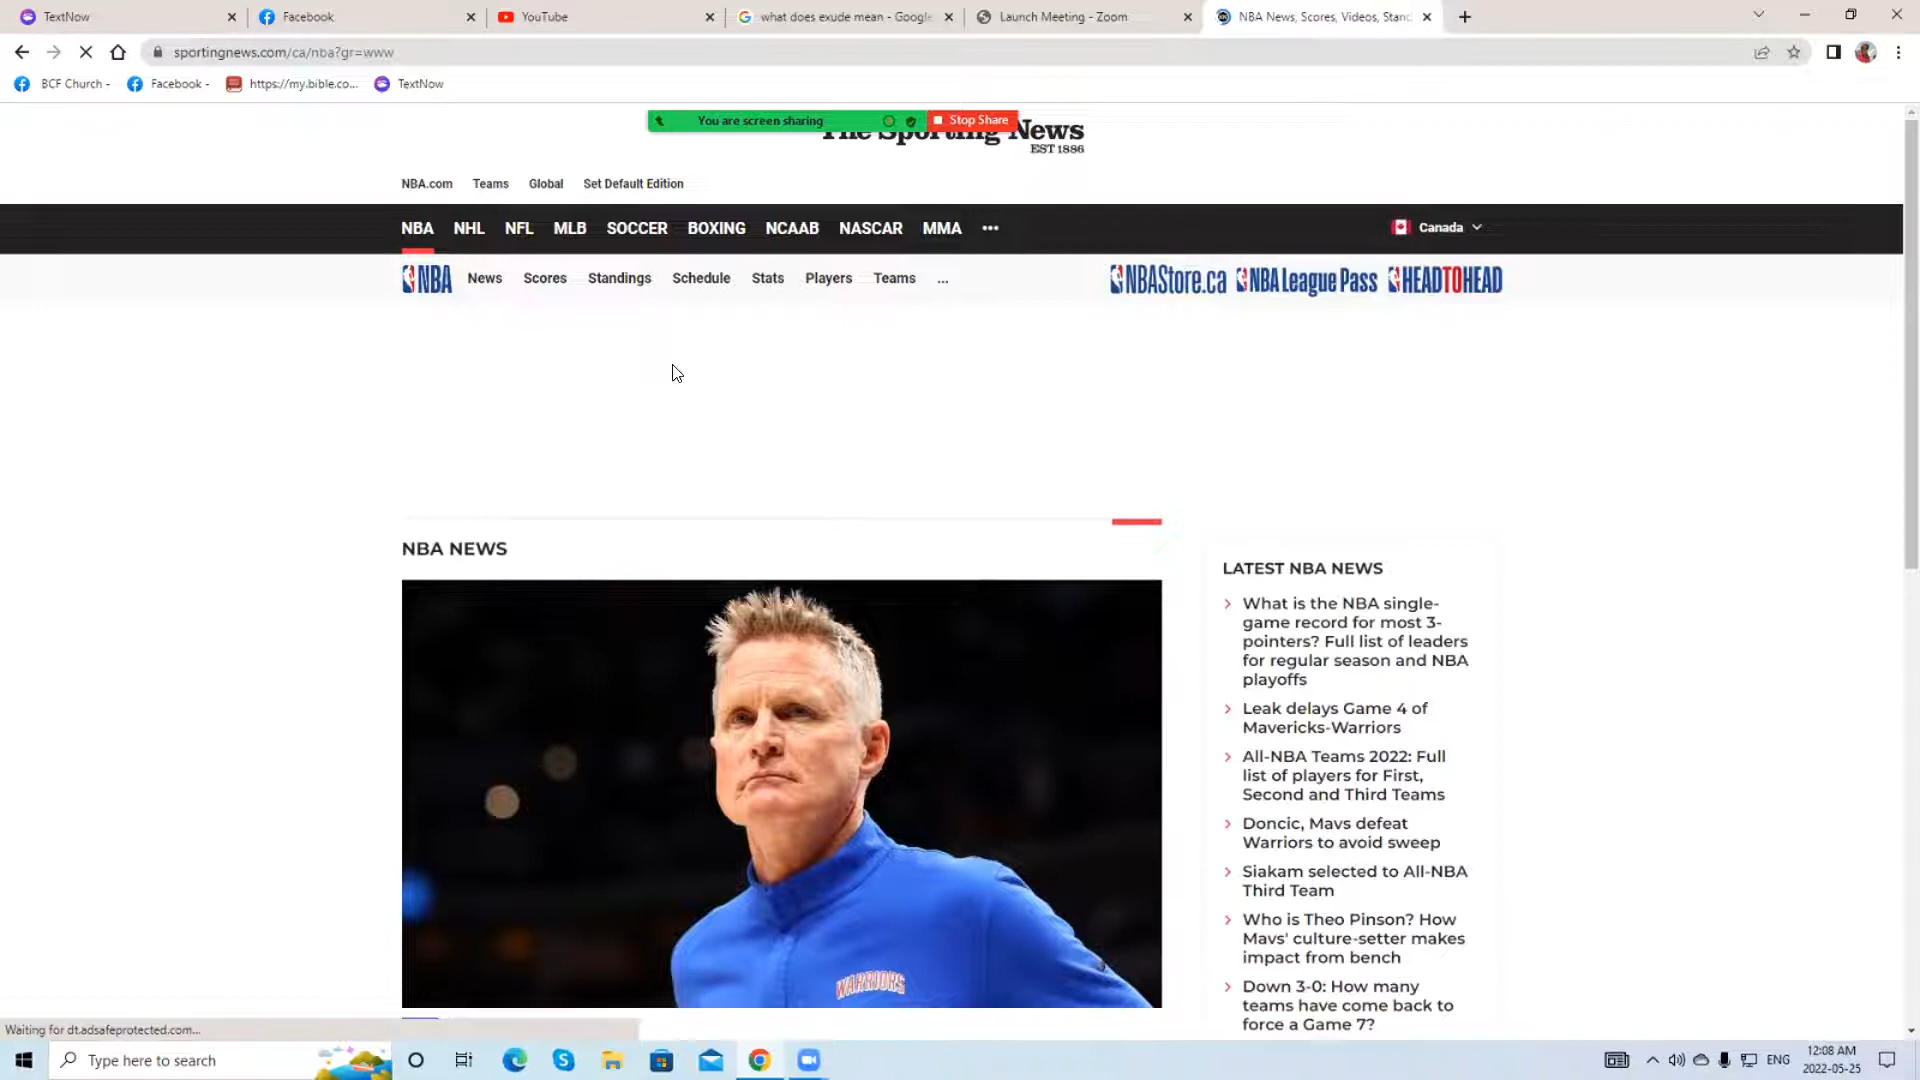 TextNow
Facebook
YouTube
what does exude mean - Google
Launch Meeting - Zoom
NBA News, Scores, Videos, Stanc
sportingnews.com/ca/nba?gr=www
BCF Church -
Facebook -
https://my.bible.co...
TextNow
You are screen sharing
Stop Share
The Sporting News
EST 1886
NBA.com Teams Global Set Default Edition
NBA NHL NFL MLB SOCCER BOXING NCAAB NASCAR MMA •••
Canada
NBA News Scores Standings Schedule Stats Players Teams ...
NBAStore.ca NBA League Pass HEADTOHEAD
NBA NEWS
WARRIORS
LATEST NBA NEWS
What is the NBA single-
game record for most 3-
pointers? Full list of leaders
for regular season and NBA
playoffs
Leak delays Game 4 of
Mavericks-Warriors
All-NBA Teams 2022: Full
list of players for First,
Second and Third Teams
Doncic, Mavs defeat
Warriors to avoid sweep
Siakam selected to All-NBA
Third Team
Who is Theo Pinson? How
Mavs' culture-setter makes
impact from bench
Down 3-0: How many
teams have come back to
force a Game 7?
Waiting for dt.adsafeprotected.com...
Type here to search
ENG
12:08 AM
2022-05-25